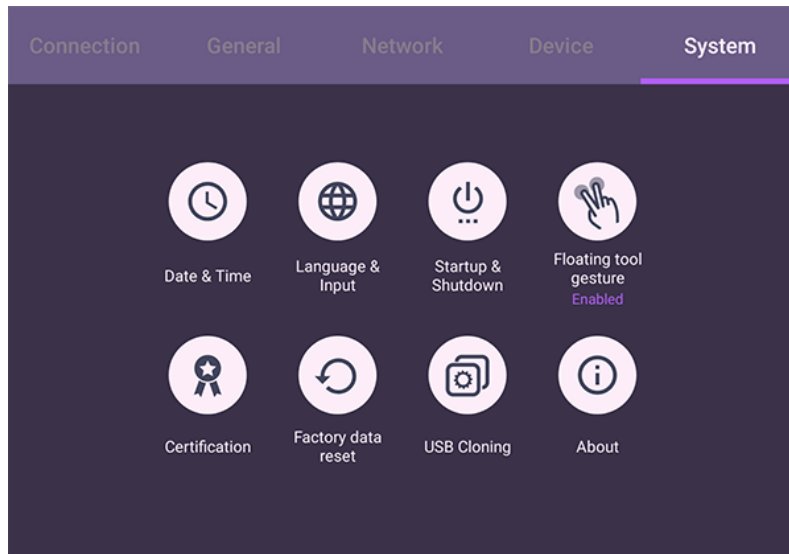 Connection General Network Device System
Date & Time
Language &
Input
Startup &
Shutdown
Floating tool
gesture
Enabled
Certification
Factory data
reset
USB Cloning
About